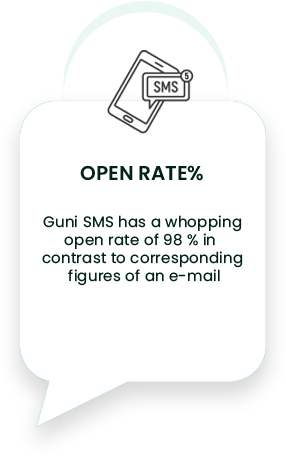 SMS
5
OPEN RATE%
Guni SMS has a whopping
open rate of 98 % in
contrast to corresponding
figures of an e-mail